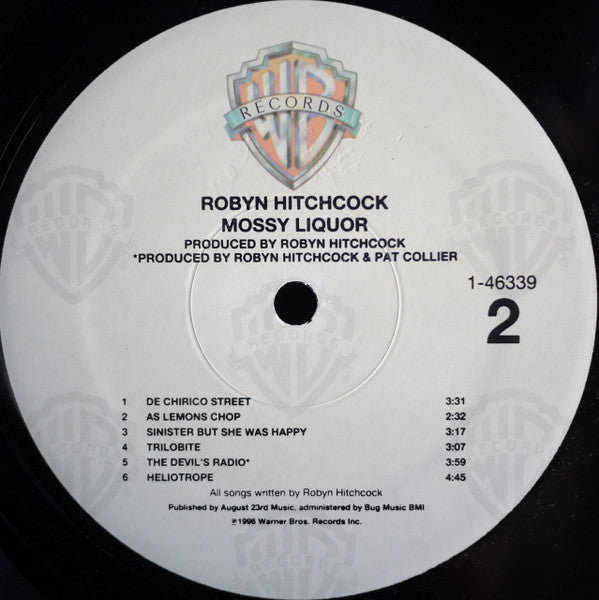 RECORDS
ROBYN HITCHCOCK
MOSSY LIQUOR
PRODUCED BY ROBYN HITCHCOCK
*PRODUCED BY ROBYN HITCHCOCK & PAT COLLIER
1-46339
2
1 DE CHIRICO STREET 3:31
2 AS LEMONS CHOP 2:32
3 SINISTER BUT SHE WAS HAPPY 3:17
4 TRILOBITE 3:07
5 THE DEVIL'S RADIO* 3:59
6 HELIOTROPE 4:45
All songs written by Robyn Hitchcock
Published by August 23rd Music, administered by Bug Music BMI
℗1996 Warner Bros. Records Inc.